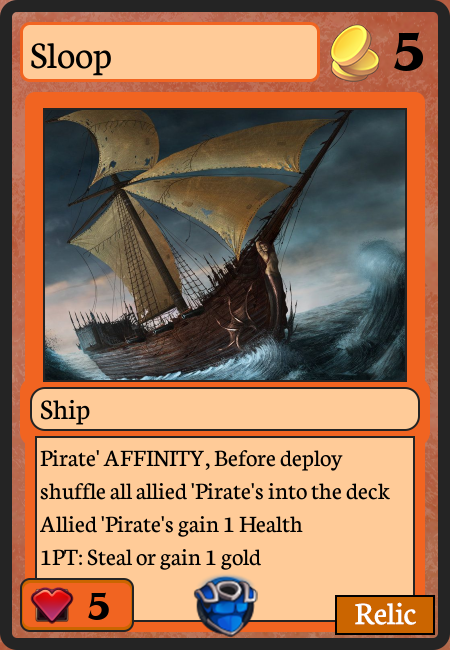 Sloop
5
Ship
Pirate' AFFINITY, Before deploy
shuffle all allied 'Pirate's into the deck
Allied 'Pirate's gain 1 Health
1PT: Steal or gain 1 gold
5
Relic